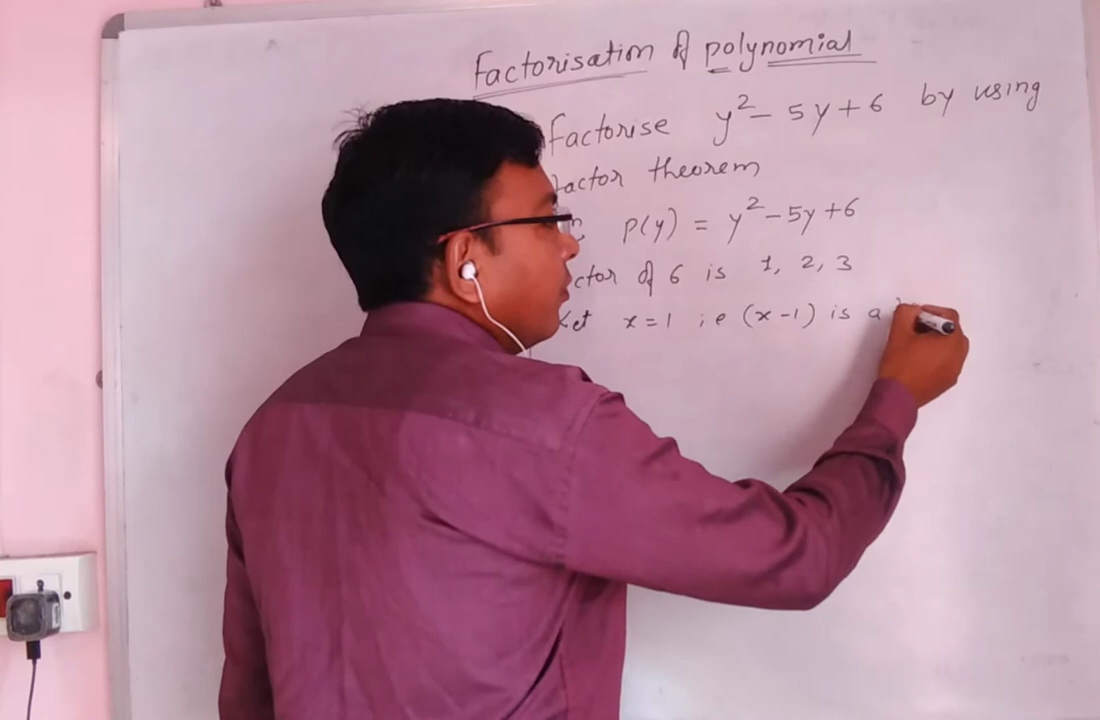 Factorisation of polynomial
Factorise y² - 5y + 6 by using
factor theorem
p(y) = y² - 5y + 6
ctor of 6 is 1, 2, 3
Let x = 1 i e (x - 1) is a